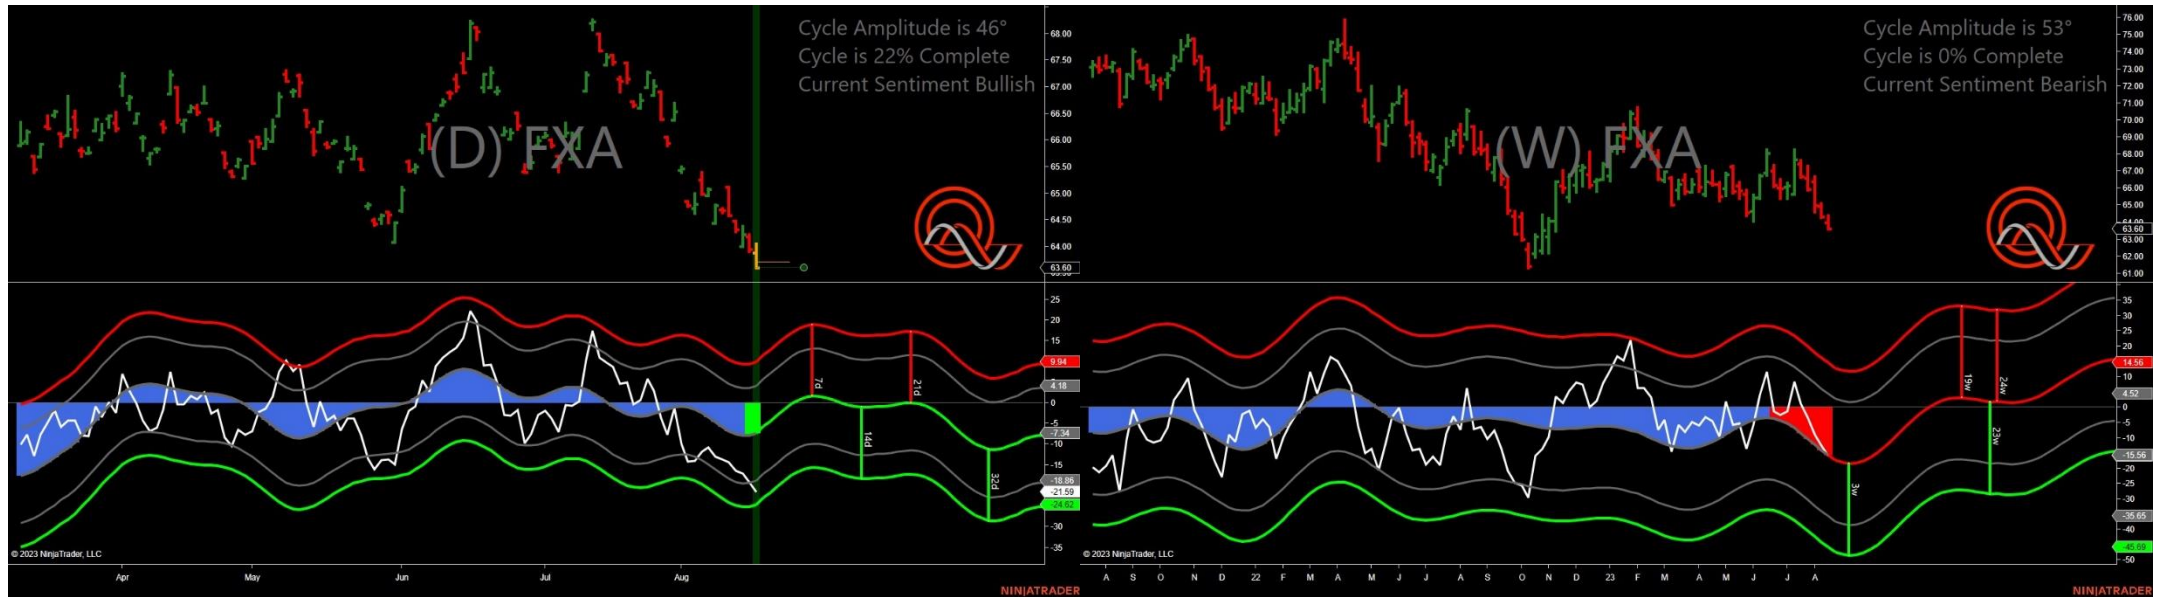 Cycle Amplitude is 46°
Cycle is 22% Complete
Current Sentiment Bullish
(D) FXA
68.00
67.50
67.00
66.50
66.00
65.50
65.00
64.50
64.00
63.60
25
20
15
9.94
4.18
0
-7.34
-10
-15
-18.86
-21.59
-24.62
-30
-35
7d
14d
21d
32d
© 2023 NinjaTrader, LLC
Apr May Jun Jul Aug
NINJATRADER
Cycle Amplitude is 53°
Cycle is 0% Complete
Current Sentiment Bearish
(W) FXA
76.00
75.00
74.00
73.00
72.00
71.00
70.00
69.00
68.00
67.00
66.00
65.00
63.60
63.00
62.00
61.00
35
30
25
20
14.56
10
4.52
0
-5
-10
-15.56
-20
-25
-30
-35.65
-40
-45.69
-50
3w
19w
23w
24w
© 2023 NinjaTrader, LLC
A S O N D 22 F M A M J J A S O N D 23 F M A M J J A
NINJATRADER